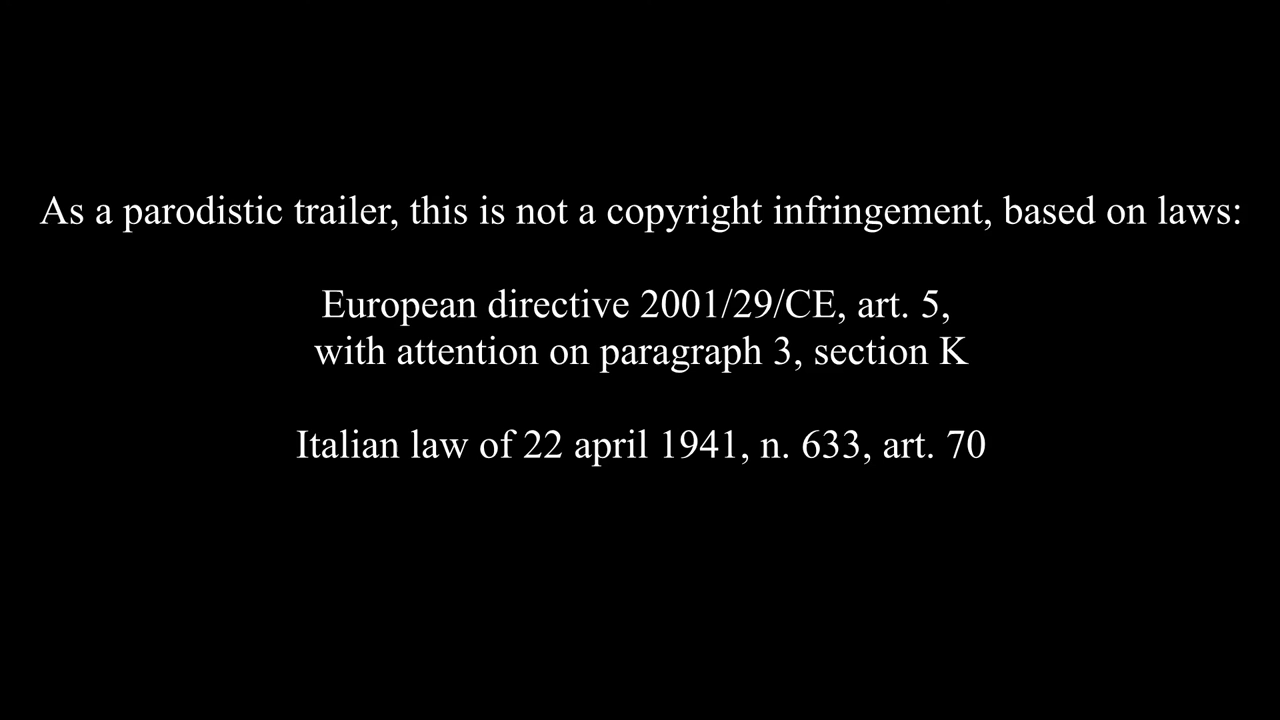 As a parodistic trailer, this is not a copyright infringement, based on laws:
European directive 2001/29/CE, art. 5,
with attention on paragraph 3, section K
Italian law of 22 april 1941, n. 633, art. 70